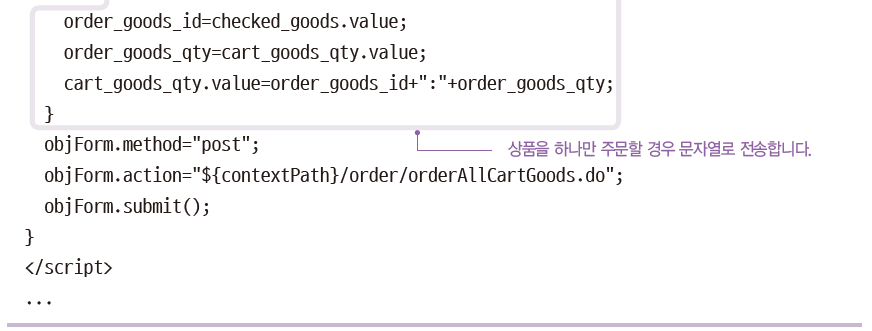 order_goods_id=checked_goods.value;
order_goods_qty=cart_goods_qty.value;
cart_goods_qty.value=order_goods_id+":"+order_goods_qty;
}
objForm.method="post";
상품을 하나만 주문할 경우 문자열로 전송합니다.
objForm.action="${contextPath}/order/orderAllCartGoods.do";
objForm.submit();
}
</script>
...